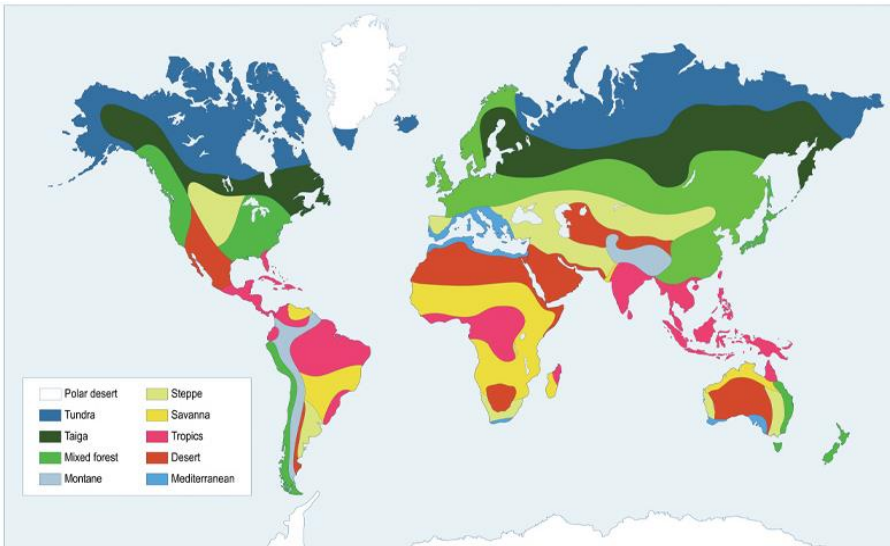 Polar desert
Tundra
Taiga
Mixed forest
Montane
Steppe
Savanna
Tropics
Desert
Mediterranean